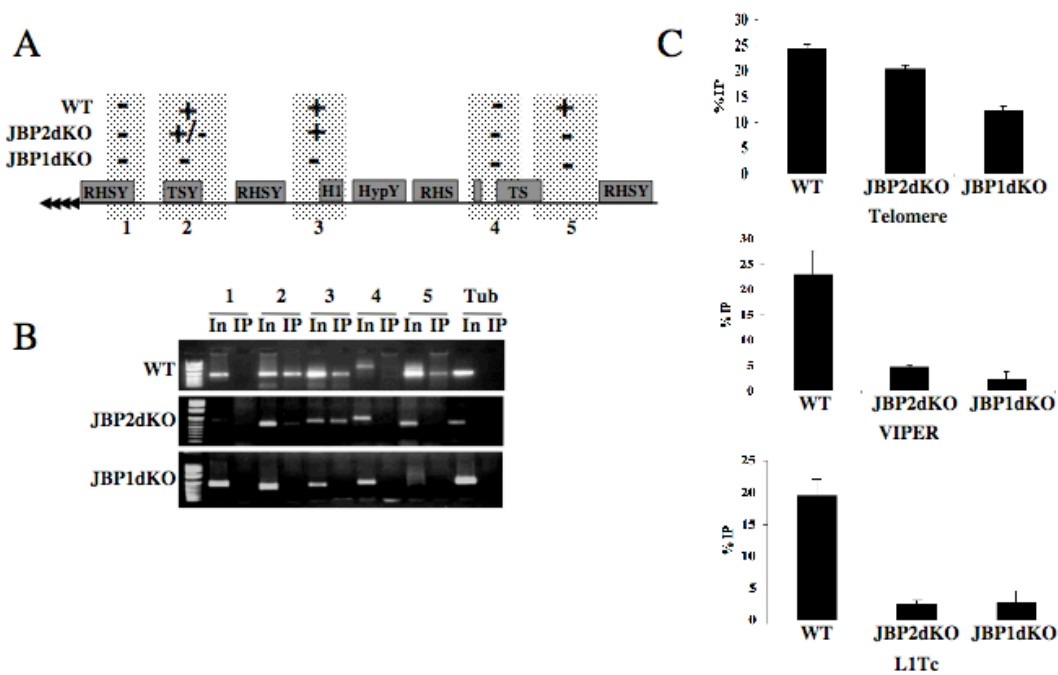 A
WT - + + - +
JBP2dKO - +/- + - -
JBP1dKO - - - - -
RHSY TSY RHSY H1 HypY RHS TS RHSY
1 2 3 4 5
B
1 2 3 4 5 Tub
In IP In IP In IP In IP In IP In IP
WT
JBP2dKO
JBP1dKO
C
% IP
30
25
20
15
10
5
0
WT JBP2dKO JBP1dKO
Telomere
% IP
30
25
20
15
10
5
0
WT JBP2dKO JBP1dKO
VIPER
% IP
25
20
15
10
5
0
WT JBP2dKO JBP1dKO
L1Tc